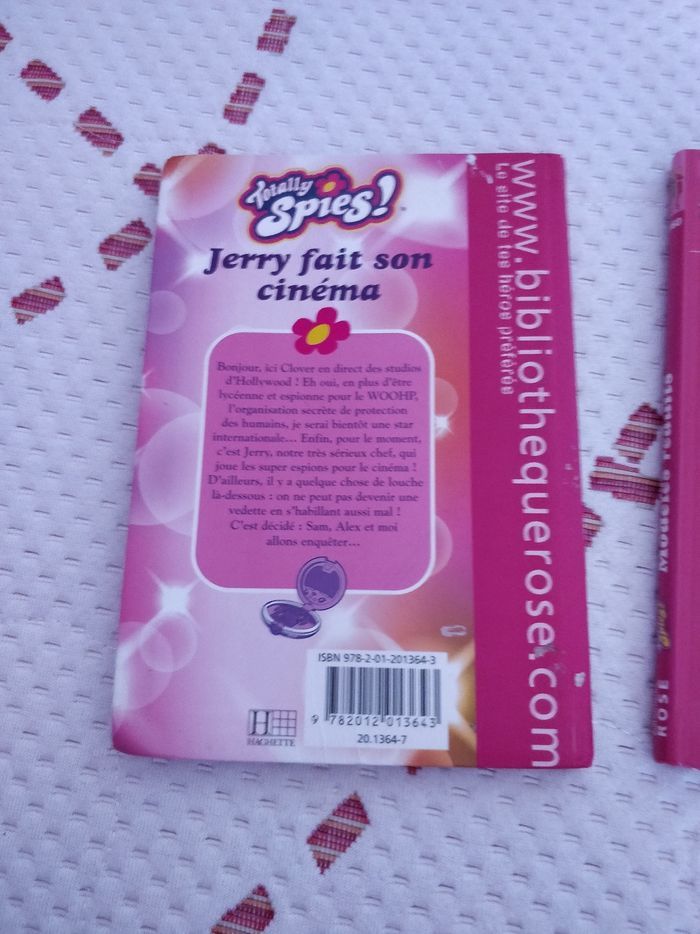 Totally
Spies!
Jerry fait son
cinéma
Bonjour, ici Clover en direct des studios
d'Hollywood ! Eh oui, en plus d'être
lycéenne et espionne pour le WOOHP,
l'organisation secrète de protection
des humains, je serai bientôt une star
internationale... Enfin, pour le moment,
c'est Jerry, notre très sérieux chef, qui
joue les super espions pour le cinéma !
D'ailleurs, il y a quelque chose de louche
là-dessous : on ne peut pas devenir une
vedette en s'habillant aussi mal !
C'est décidé : Sam, Alex et moi
allons enquêter...
ISBN 978-2-01-201364-3
9 782012 013643
20.1364-7
H
HACHETTE
www.bibliothequerose.com
Le site de tes héros préférés
ROSE